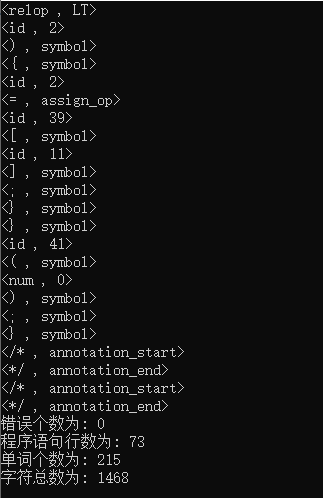 <relop , LT>
<id , 2>
<) , symbol>
<{ , symbol>
<id , 2>
<= , assign_op>
<id , 39>
<[ , symbol>
<id , 11>
<] , symbol>
<; , symbol>
<} , symbol>
<} , symbol>
<id , 41>
<( , symbol>
<num , 0>
<) , symbol>
<; , symbol>
<} , symbol>
</* , annotation_start>
<*/ , annotation_end>
</* , annotation_start>
<*/ , annotation_end>
错误个数为: 0
程序语句行数为: 73
单词个数为: 215
字符总数为: 1468